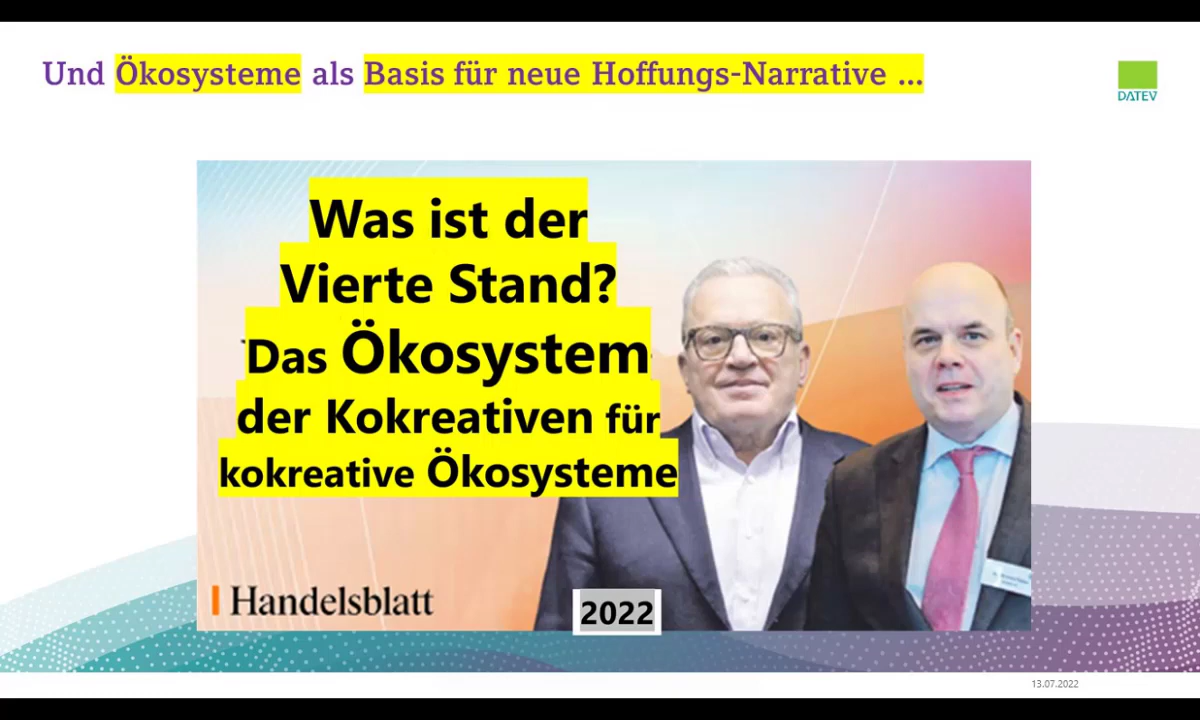 Und Ökosysteme als Basis für neue Hoffungs-Narrative ...
DATEV
Was ist der
Vierte Stand?
Das Ökosystem
der Kokreativen für
kokreative Ökosysteme
Handelsblatt
2022
13.07.2022